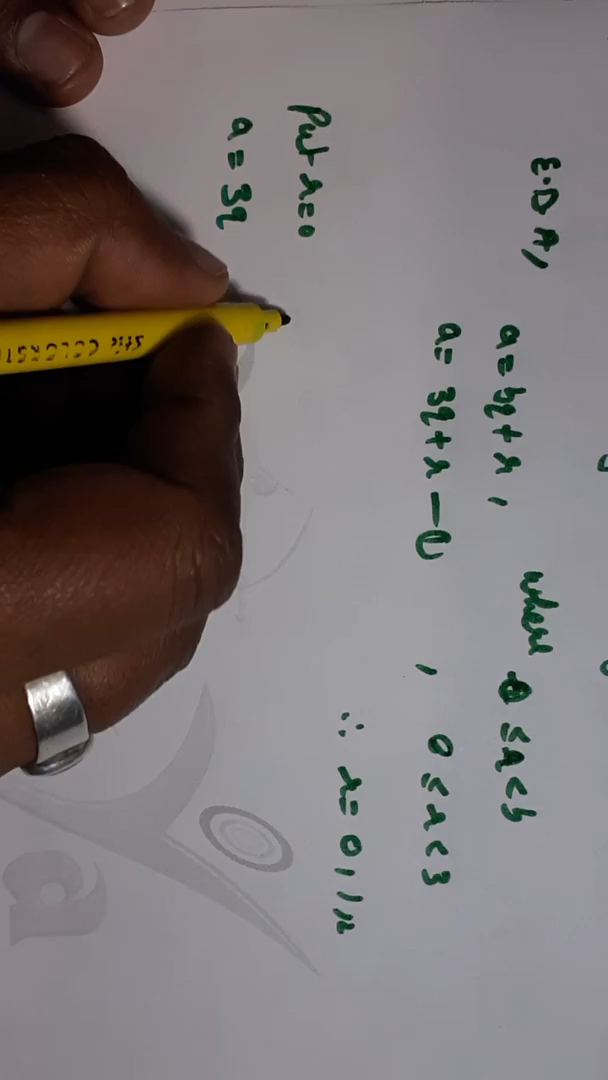 E.D A,
a = bq + r, where 0 ≤ r < b
a = 3q + r — (1) , 0 ≤ r < 3
∴ r = 0, 1, 2
Put r = 0
a = 3q